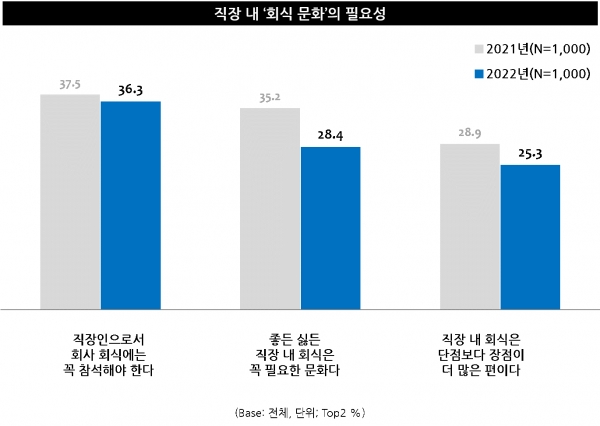 직장 내 ‘회식 문화’의 필요성
2021년(N=1,000)
2022년(N=1,000)
37.5
36.3
35.2
28.4
28.9
25.3
직장인으로서
회사 회식에는
꼭 참석해야 한다
좋든 싫든
직장 내 회식은
꼭 필요한 문화다
직장 내 회식은
단점보다 장점이
더 많은 편이다
(Base: 전체, 단위; Top2 %)